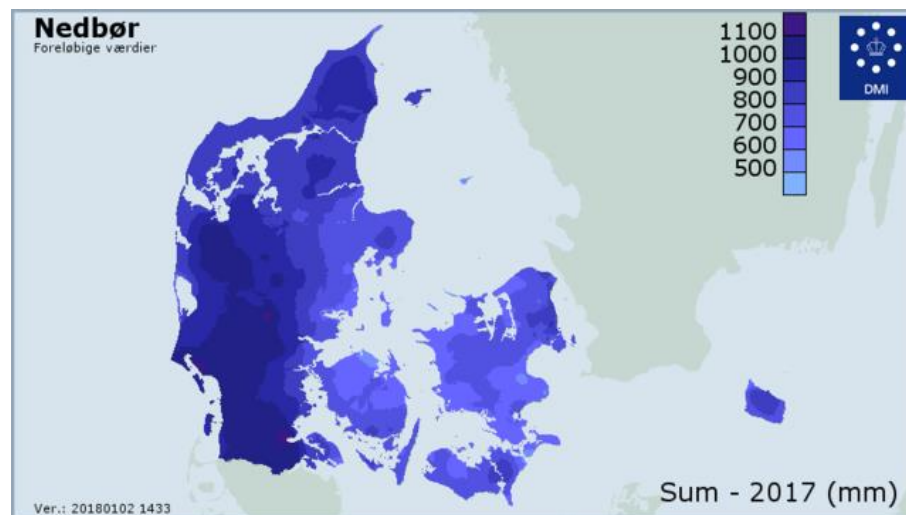 Nedbør
Foreløbige værdier
1100
1000
900
800
700
600
500
DMI
Sum - 2017 (mm)
Ver.: 20180102 1433